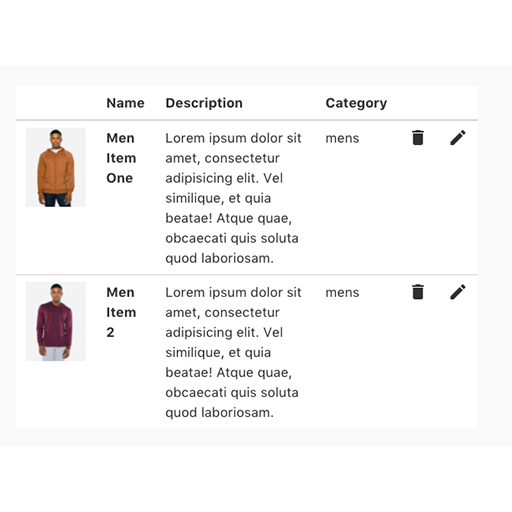 Name Description Category
Men Lorem ipsum dolor sit mens
Item amet, consectetur
One adipisicing elit. Vel
similique, et quia
beatae! Atque quae,
obcaecati quis soluta
quod laboriosam.
Men Lorem ipsum dolor sit mens
Item amet, consectetur
2 adipisicing elit. Vel
similique, et quia
beatae! Atque quae,
obcaecati quis soluta
quod laboriosam.